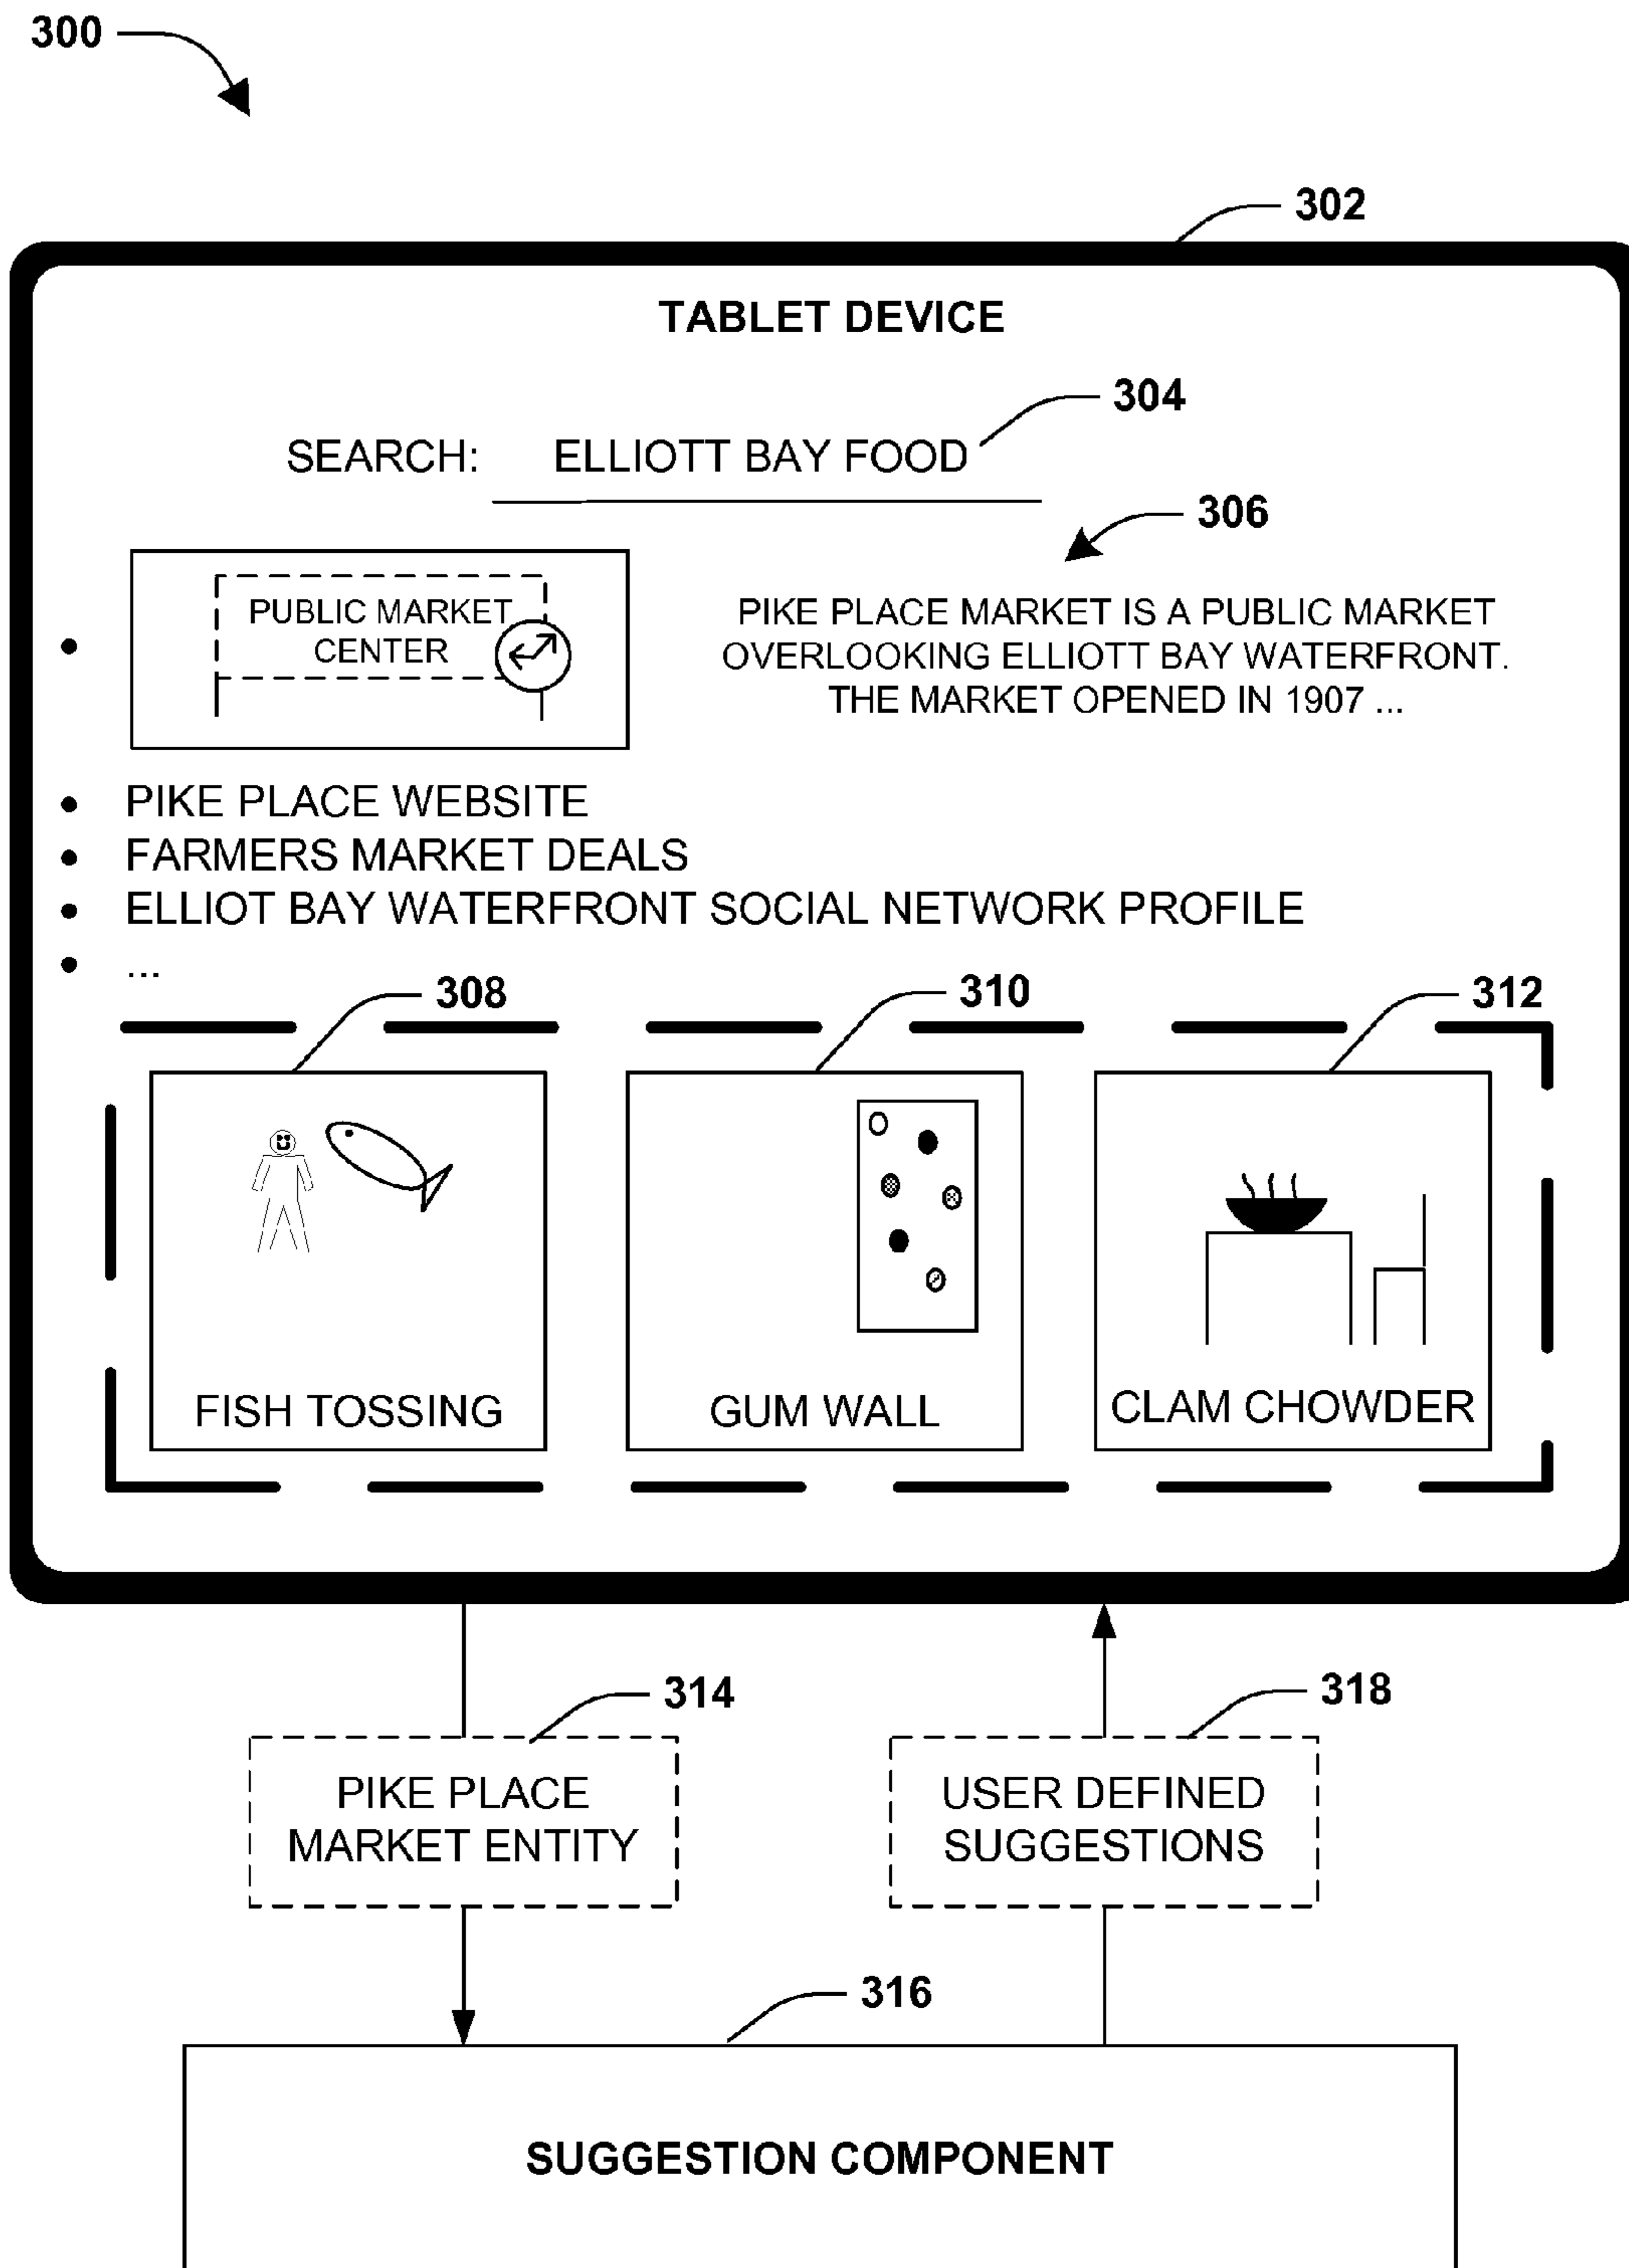 300
302
TABLET DEVICE
304
SEARCH: ELLIOTT BAY FOOD
306
PUBLIC MARKET
CENTER
PIKE PLACE MARKET IS A PUBLIC MARKET
OVERLOOKING ELLIOTT BAY WATERFRONT.
THE MARKET OPENED IN 1907 ...
• PIKE PLACE WEBSITE
• FARMERS MARKET DEALS
• ELLIOT BAY WATERFRONT SOCIAL NETWORK PROFILE
• ...
308
310
312
FISH TOSSING
GUM WALL
CLAM CHOWDER
314
318
PIKE PLACE
MARKET ENTITY
USER DEFINED
SUGGESTIONS
316
SUGGESTION COMPONENT